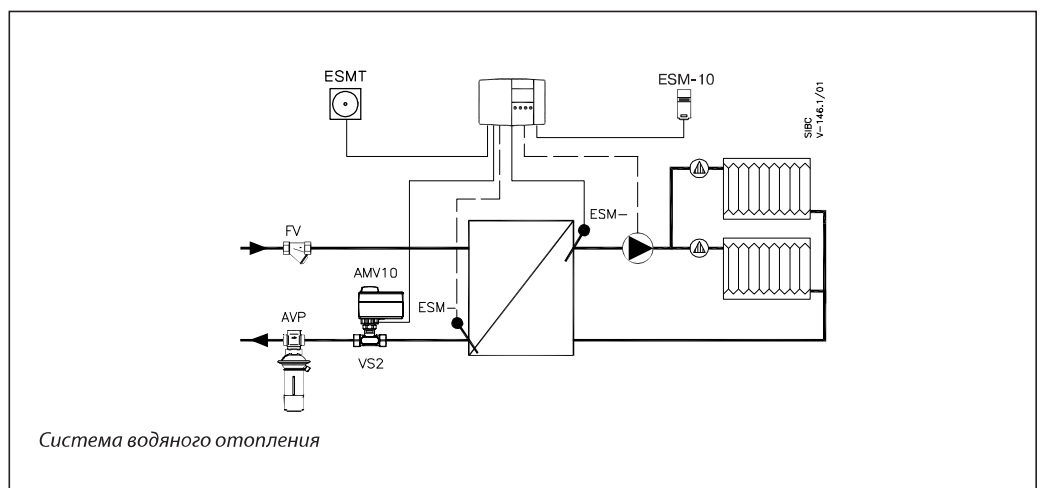 ESMT
ESM-10
SIBC
V-146.1/01
ESM-
FV
AMV10
ESM-
AVP
VS2
Система водяного отопления